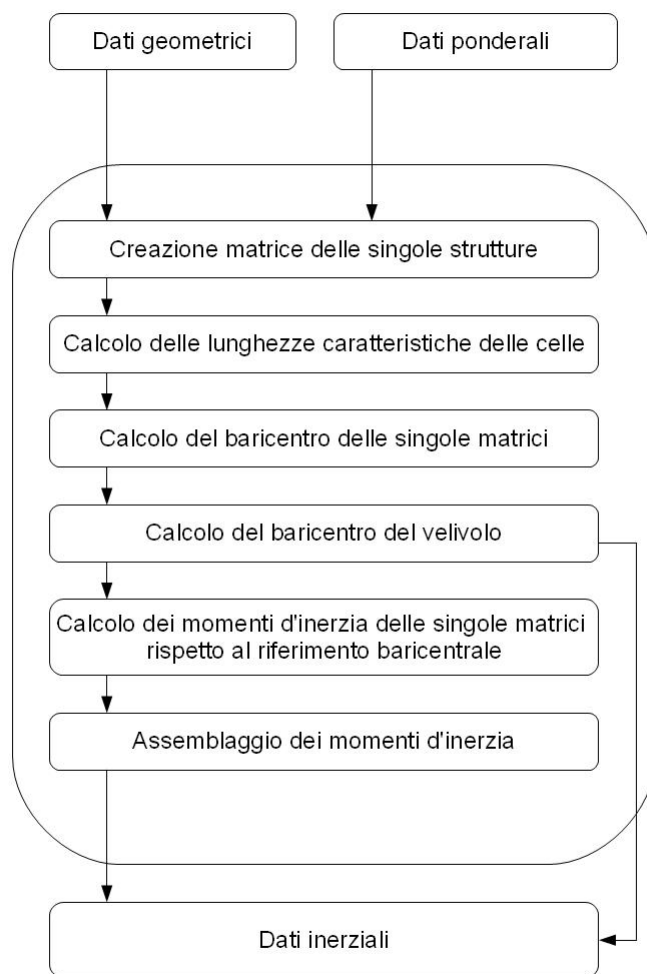 Dati geometrici
Dati ponderali
Creazione matrice delle singole strutture
Calcolo delle lunghezze caratteristiche delle celle
Calcolo del baricentro delle singole matrici
Calcolo del baricentro del velivolo
Calcolo dei momenti d'inerzia delle singole matrici
rispetto al riferimento baricentrale
Assemblaggio dei momenti d'inerzia
Dati inerziali